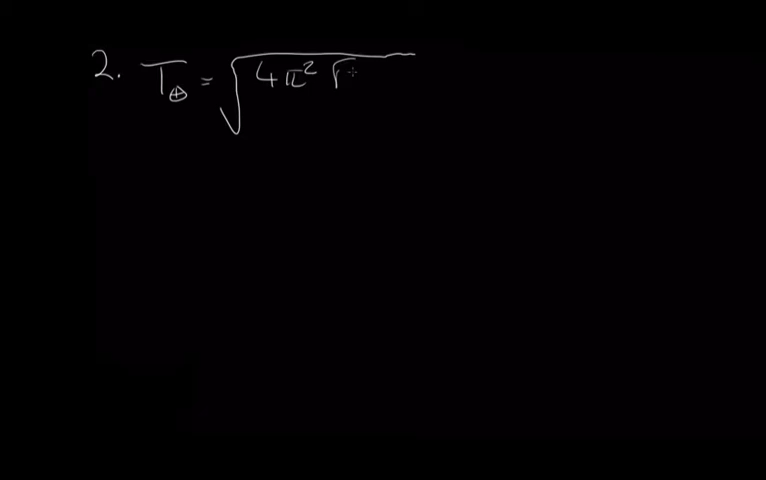 2. T⊕ = √4π² r